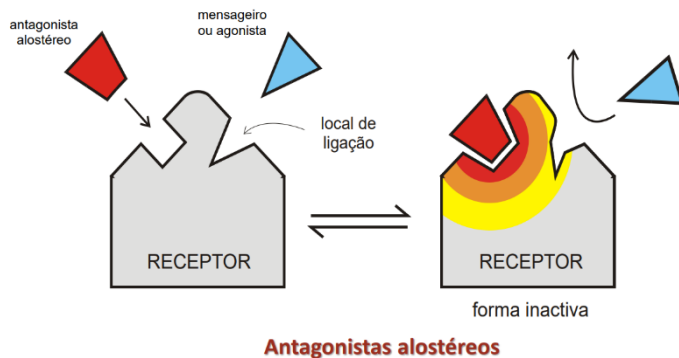 antagonista
alostéreo
mensageiro
ou agonista
local de
ligação
RECEPTOR
RECEPTOR
forma inactiva
Antagonistas alostéreos